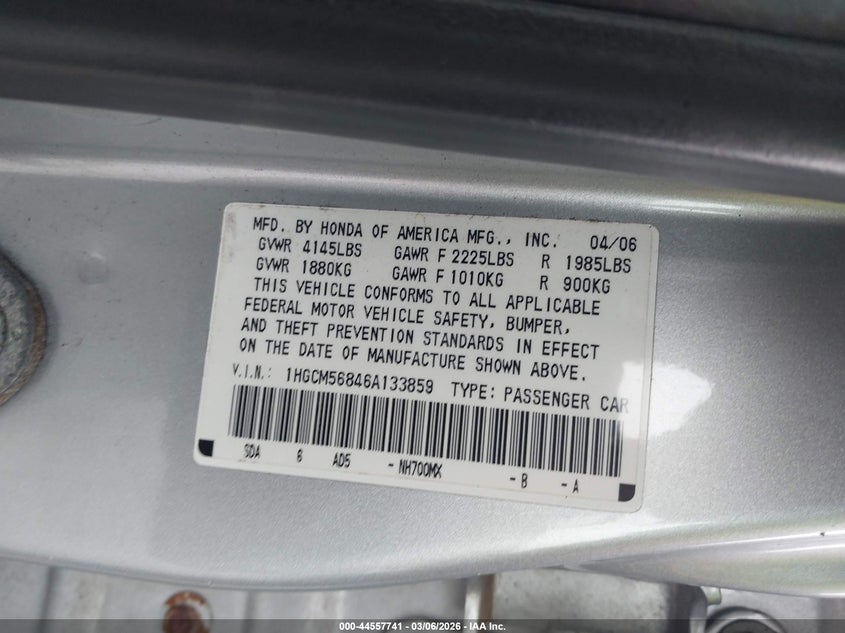 MFD. BY HONDA OF AMERICA MFG., INC. 04/06
GVWR 4145LBS GAWR F 2225LBS R 1985LBS
GVWR 1880KG GAWR F 1010KG R 900KG
THIS VEHICLE CONFORMS TO ALL APPLICABLE
FEDERAL MOTOR VEHICLE SAFETY, BUMPER,
AND THEFT PREVENTION STANDARDS IN EFFECT
ON THE DATE OF MANUFACTURE SHOWN ABOVE.
V.I.N.: 1HGCM56846A133859 TYPE: PASSENGER CAR
SDA 6 AD5 - NH700MX - B - A
000-44557741 - 03/06/2026 - IAA Inc.